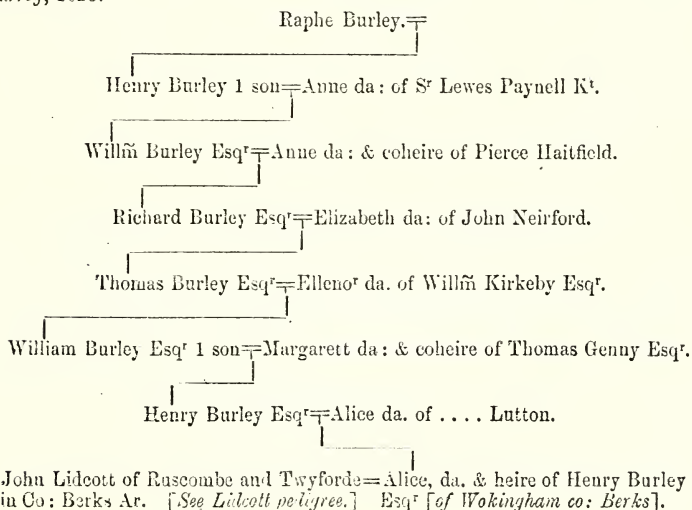 Raphe Burley.
Henry Burley 1 son=Anne da: of Sʳ Lewes Paynell Kᵗ.
Willm̃ Burley Esqʳ=Anne da: & coheire of Pierce Haitfield.
Richard Burley Esqʳ=Elizabeth da: of John Neirford.
Thomas Burley Esqʳ=Ellenoʳ da. of Willm̃ Kirkeby Esqʳ.
William Burley Esqʳ 1 son=Margarett da: & coheire of Thomas Genny Esqʳ.
Henry Burley Esqʳ=Alice da. of .... Lutton.
John Lidcott of Ruscombe and Twyforde=Alice, da. & heire of Henry Burley
in Co: Berks Ar. [See Lidcott pedigree.] Esqʳ [of Wokingham co: Berks].